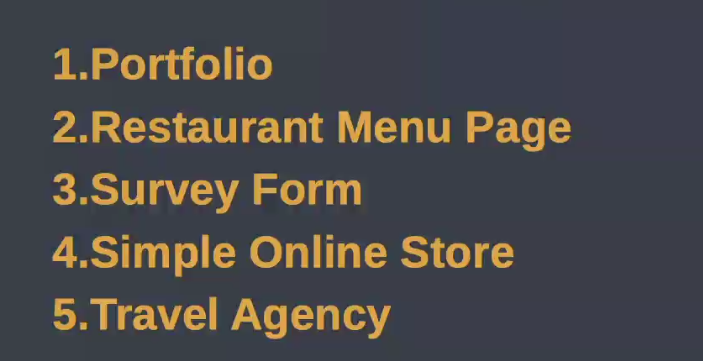 1.Portfolio
2.Restaurant Menu Page
3.Survey Form
4.Simple Online Store
5.Travel Agency